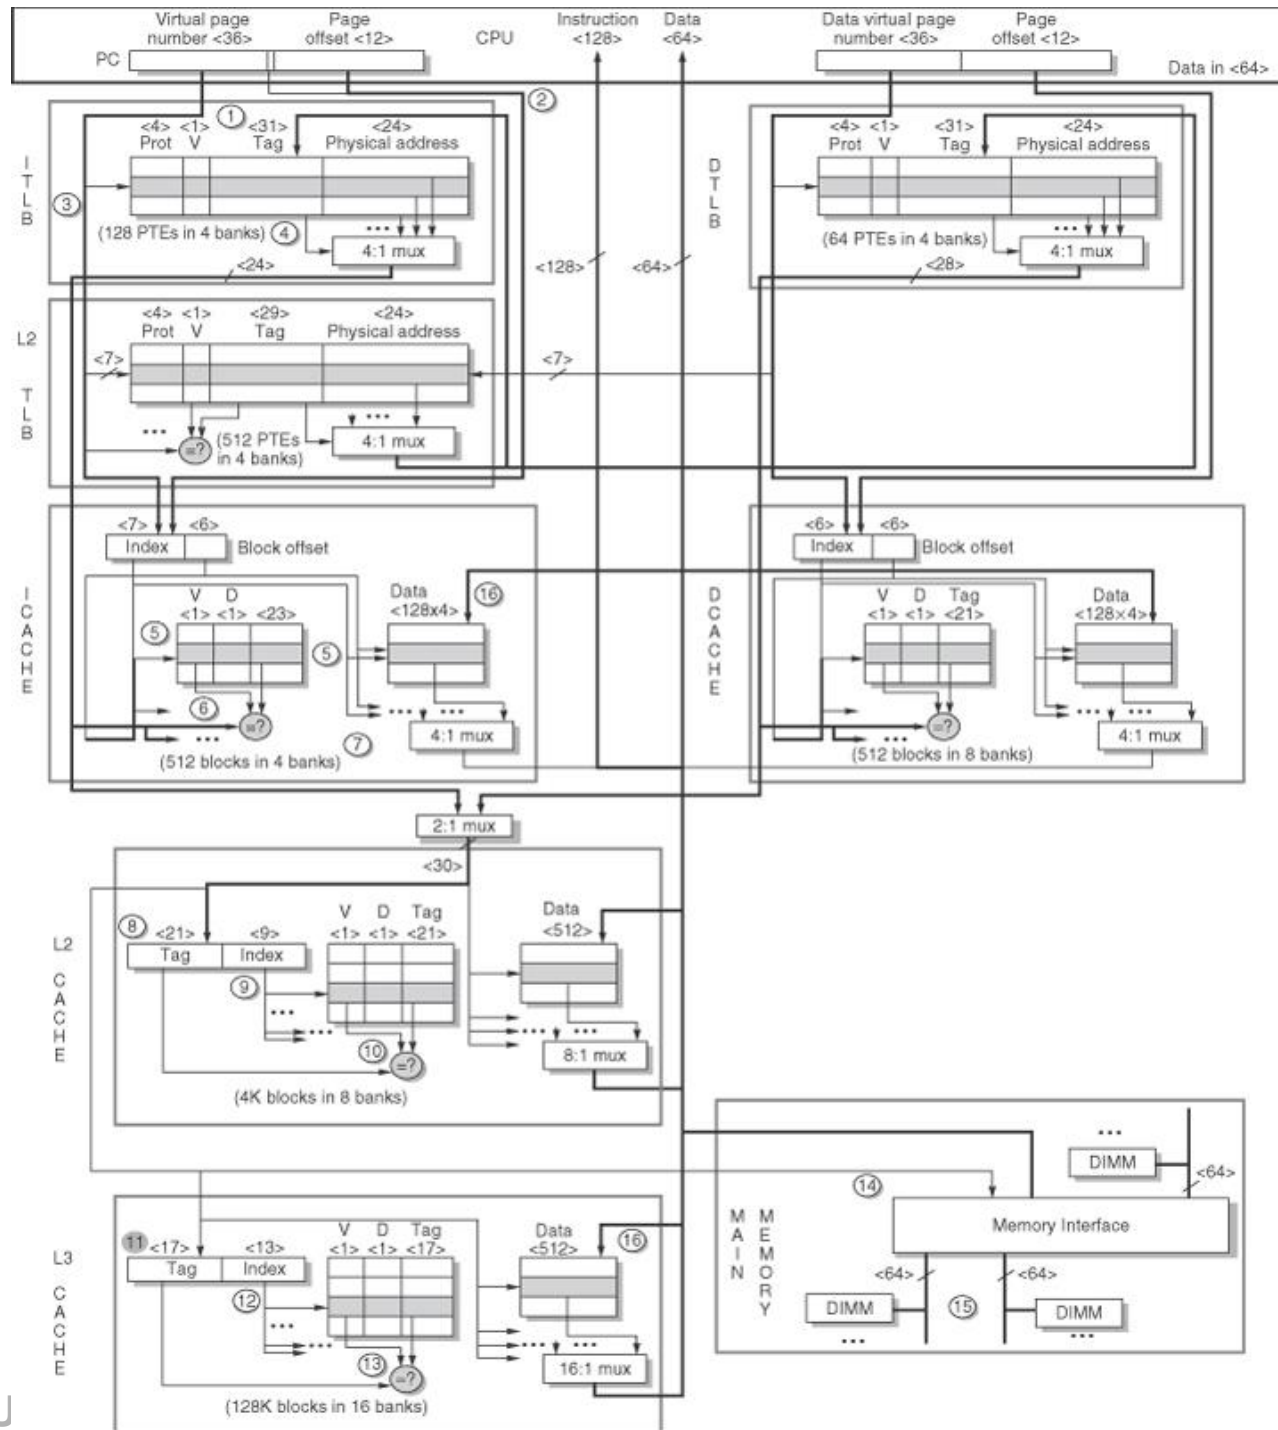 Virtual page number <36>
Page offset <12>
CPU
Instruction <128>
Data <64>
Data virtual page number <36>
Page offset <12>
PC
Data in <64>
1
2
ITLB
<4> <1> <31> <24>
Prot V Tag Physical address
3
(128 PTEs in 4 banks)
4
...
4:1 mux
<24>
<128>
<64>
DTLB
<4> <1> <31> <24>
Prot V Tag Physical address
(64 PTEs in 4 banks)
...
4:1 mux
<28>
L2 TLB
<4> <1> <29> <24>
Prot V Tag Physical address
<7>
<7>
...
=?
(512 PTEs in 4 banks)
...
4:1 mux
ICACHE
<7> <6>
Index
Block offset
V D
<1> <1> <23>
5
5
Data
<128x4>
16
6
=?
...
7
... ...
4:1 mux
(512 blocks in 4 banks)
DCACHE
<6> <6>
Index
Block offset
V D Tag
<1> <1> <21>
Data
<128×4>
=?
...
... ...
4:1 mux
(512 blocks in 8 banks)
2:1 mux
<30>
L2 CACHE
8
<21> <9>
Tag Index
9
...
...
V D Tag
<1> <1> <21>
10
=?
Data
<512>
... ...
8:1 mux
(4K blocks in 8 banks)
L3 CACHE
11
<17> <13>
Tag Index
12
...
...
V D Tag
<1> <1> <17>
13
=?
Data
<512>
16
... ...
16:1 mux
(128K blocks in 16 banks)
MAIN MEMORY
14
...
DIMM
<64>
Memory Interface
<64>
<64>
DIMM
...
15
DIMM
...